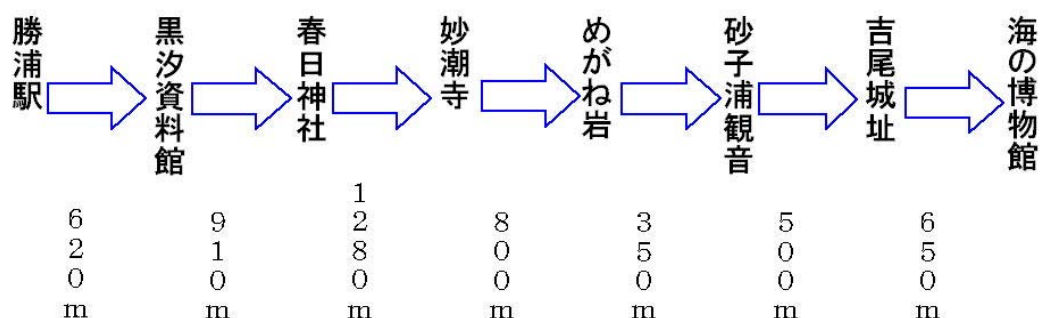 勝浦駅
黒汐資料館
春日神社
妙潮寺
めがね岩
砂子浦観音
吉尾城址
海の博物館
620m
910m
1280m
800m
350m
500m
650m